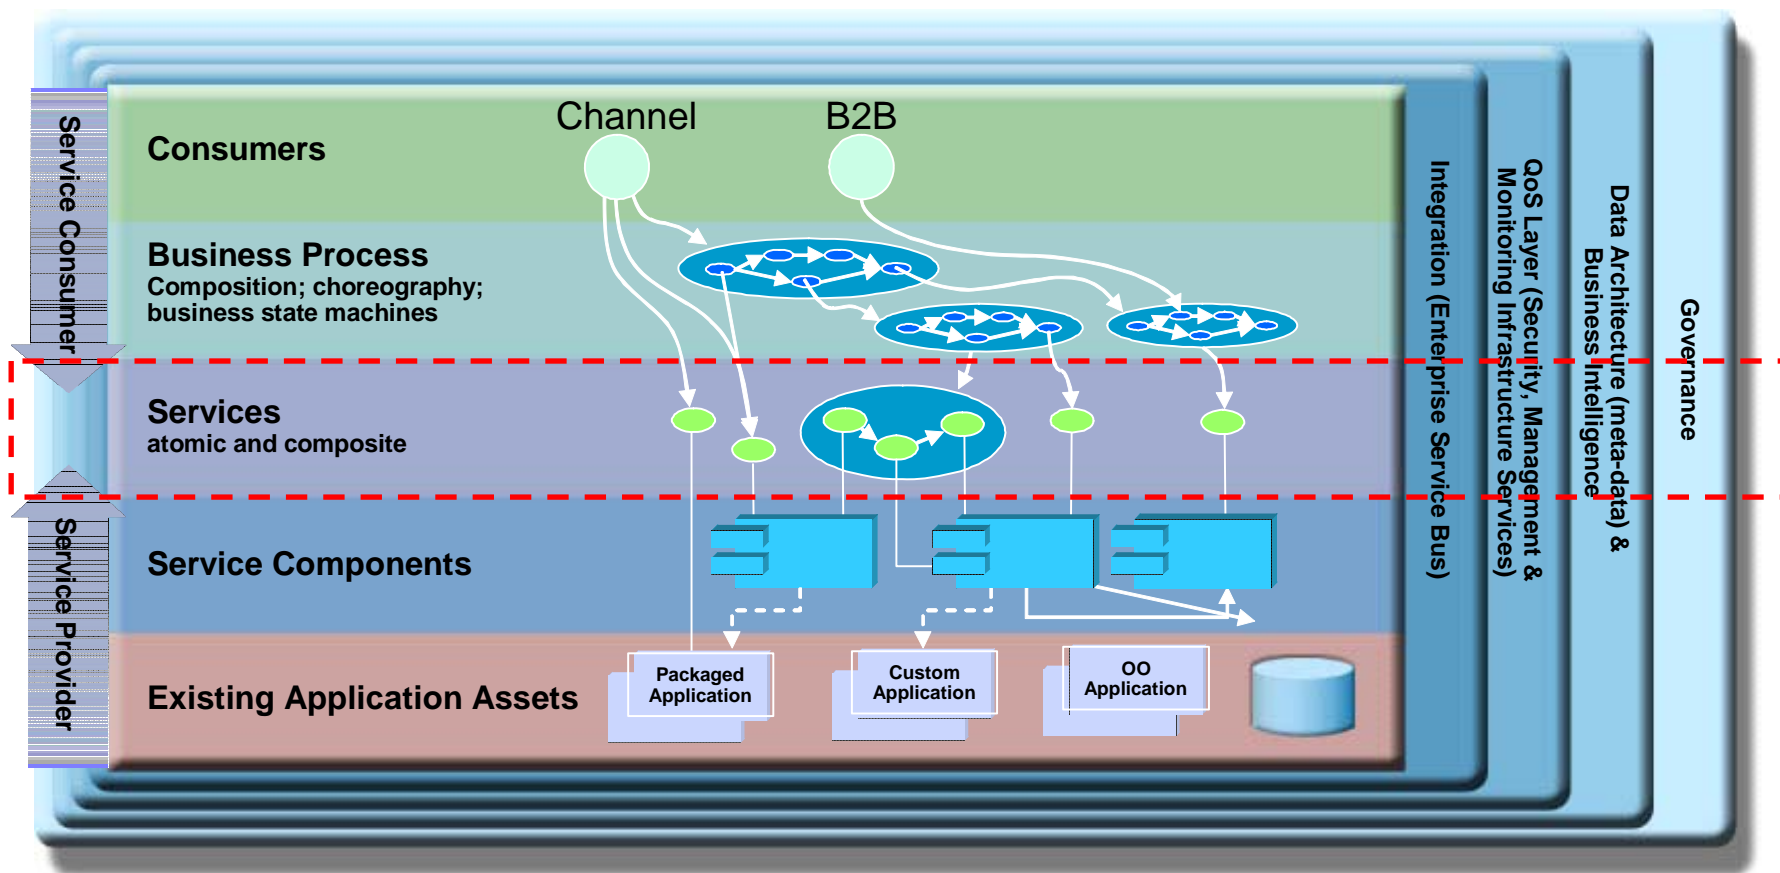 Channel
B2B
Consumers
Business Process
Composition; choreography;
business state machines
Services
atomic and composite
Service Components
Existing Application Assets
Packaged
Application
Custom
Application
OO
Application
Service Consumer
Service Provider
Integration (Enterprise Service Bus)
QoS Layer (Security, Management &
Monitoring Infrastructure Services)
Data Architecture (meta-data) &
Business Intelligence
Governance